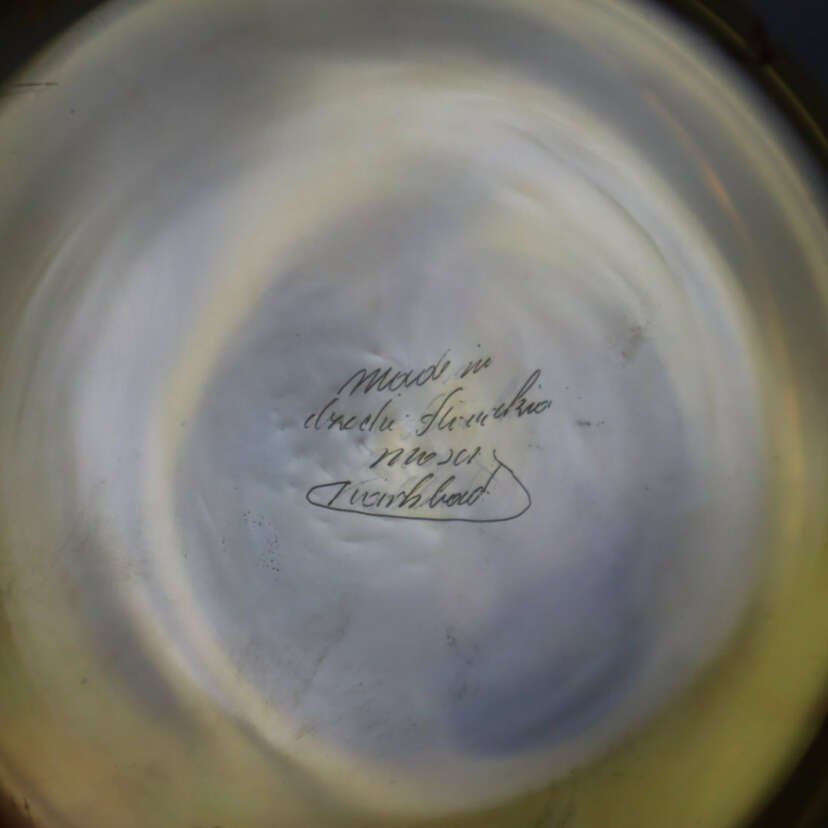 made in
Czecho Slovakia
Moser
Karlsbad